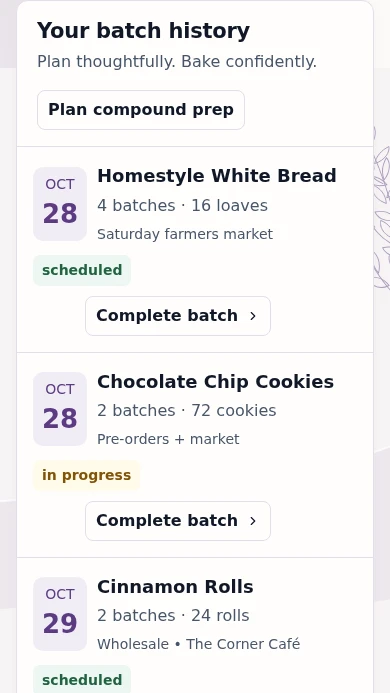 Your batch history
Plan thoughtfully. Bake confidently.
Plan compound prep
OCT
28
Homestyle White Bread
4 batches · 16 loaves
Saturday farmers market
scheduled
Complete batch ›
OCT
28
Chocolate Chip Cookies
2 batches · 72 cookies
Pre-orders + market
in progress
Complete batch ›
OCT
29
Cinnamon Rolls
2 batches · 24 rolls
Wholesale • The Corner Café
scheduled